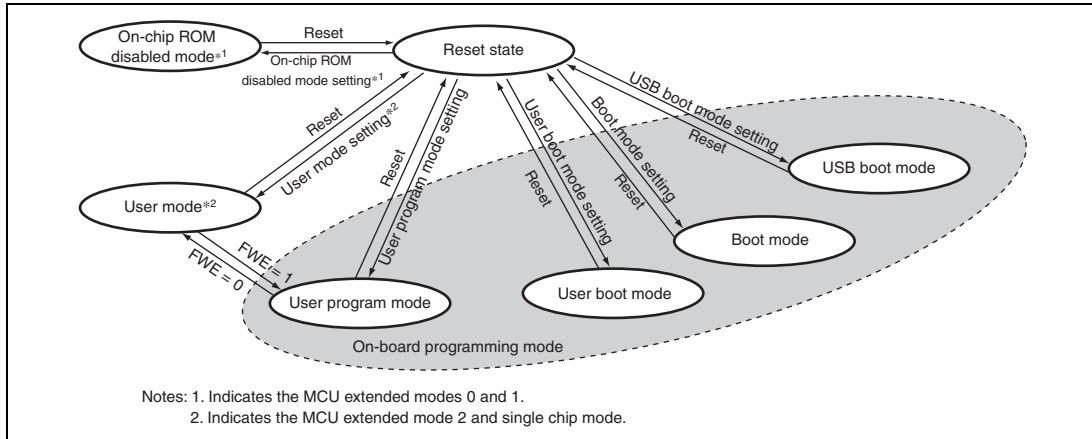 On-chip ROM
disabled mode*1
Reset
On-chip ROM
disabled mode setting*1
Reset state
Reset
User mode setting*2
Reset
User program mode setting
User boot mode setting
Reset
Boot mode setting
Reset
USB boot mode setting
Reset
USB boot mode
User mode*2
Boot mode
FWE = 1
FWE = 0
User program mode
User boot mode
On-board programming mode
Notes: 1. Indicates the MCU extended modes 0 and 1.
2. Indicates the MCU extended mode 2 and single chip mode.